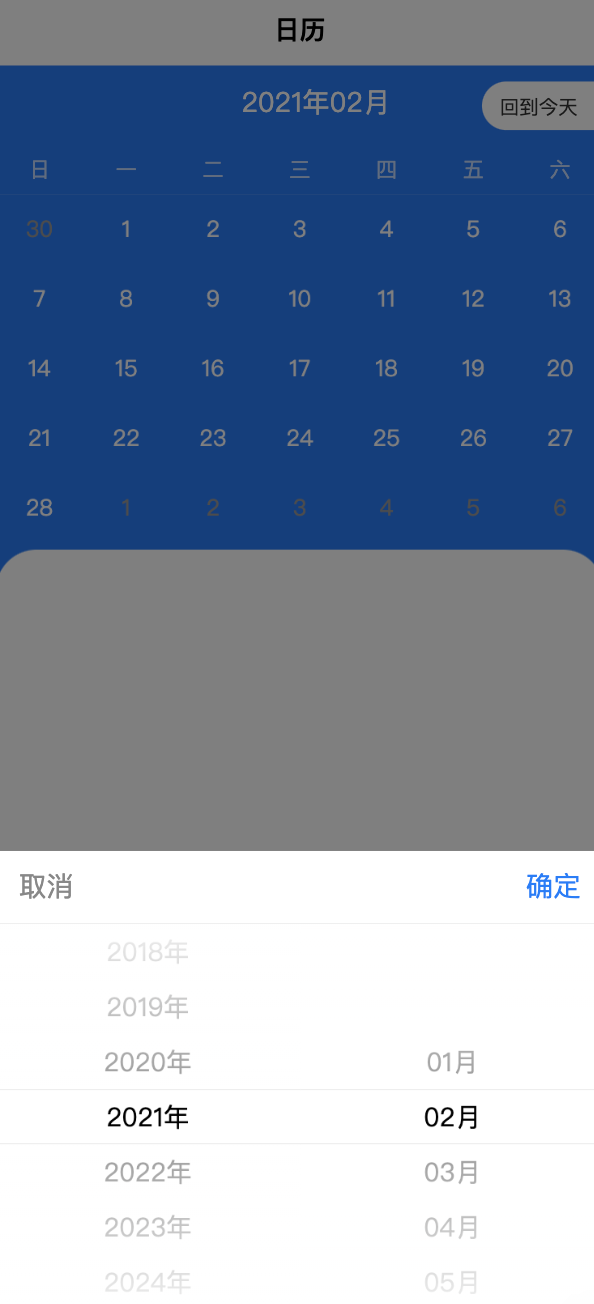 日历
2021年02月
回到今天
日 一 二 三 四 五 六
30 1 2 3 4 5 6
7 8 9 10 11 12 13
14 15 16 17 18 19 20
21 22 23 24 25 26 27
28 1 2 3 4 5 6
取消 确定
2018年
2019年
2020年 01月
2021年 02月
2022年 03月
2023年 04月
2024年 05月